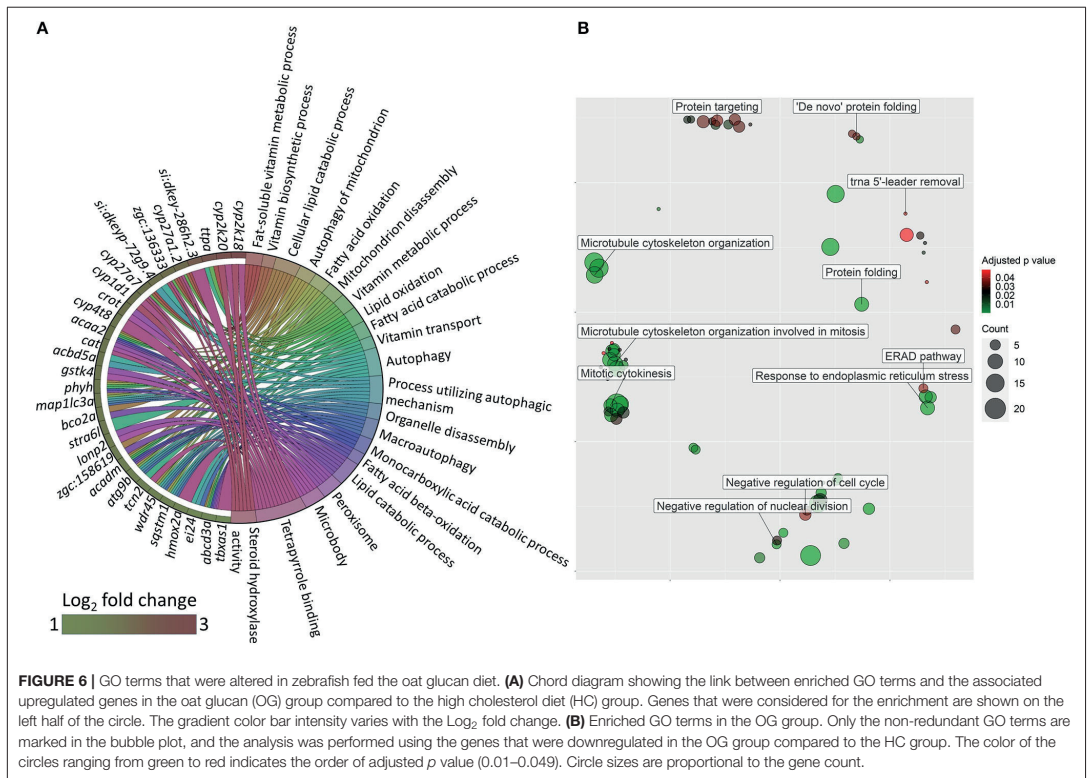 A
B
Fat-soluble vitamin metabolic process
Vitamin biosynthetic process
Cellular lipid catabolic process
Autophagy of mitochondrion
Fatty acid oxidation
Mitochondrion disassembly
Vitamin metabolic process
Lipid oxidation
Fatty acid catabolic process
Vitamin transport
Autophagy
Process utilizing autophagic
mechanism
Organelle disassembly
Macroautophagy
Monocarboxylic acid catabolic process
Fatty acid beta-oxidation
Lipid catabolic process
Peroxisome
Microbody
Tetrapyrrole binding
Steroid hydroxylase
activity
cyp2k18
cyp2k20
ttpa
si:dkey-286h2.3
cyp27a1.2
zgc:136333
si:dkeyp-72g9.4
cyp27a7
cyp1d1
crot
cyp4t8
acaa2
cat
acbd5a
gstk4
phyh
map1lc3a
bco2a
stra6l
lonp2
zgc:158619
acadm
atg9b
tcn2
wdr45
sqstm1
hmox2a
ei24
abcd3a
tbxas1
Log2 fold change
1 3
Protein targeting
'De novo' protein folding
trna 5'-leader removal
Microtubule cytoskeleton organization
Protein folding
Microtubule cytoskeleton organization involved in mitosis
ERAD pathway
Mitotic cytokinesis
Response to endoplasmic reticulum stress
Negative regulation of cell cycle
Negative regulation of nuclear division
Adjusted p value
0.04
0.03
0.02
0.01
Count
5
10
15
20
FIGURE 6 | GO terms that were altered in zebrafish fed the oat glucan diet. (A) Chord diagram showing the link between enriched GO terms and the associated
upregulated genes in the oat glucan (OG) group compared to the high cholesterol diet (HC) group. Genes that were considered for the enrichment are shown on the
left half of the circle. The gradient color bar intensity varies with the Log2 fold change. (B) Enriched GO terms in the OG group. Only the non-redundant GO terms are
marked in the bubble plot, and the analysis was performed using the genes that were downregulated in the OG group compared to the HC group. The color of the
circles ranging from green to red indicates the order of adjusted p value (0.01–0.049). Circle sizes are proportional to the gene count.